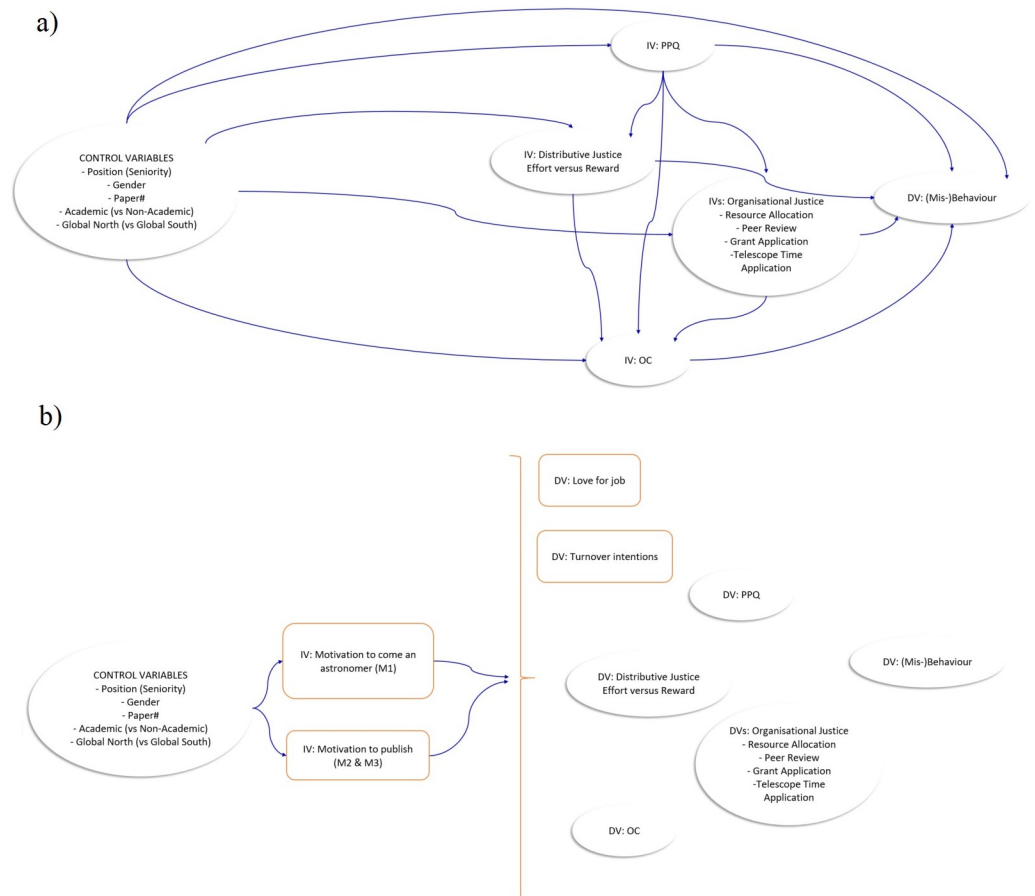 a)
IV: PPQ
CONTROL VARIABLES
- Position (Seniority)
- Gender
- Paper#
- Academic (vs Non-Academic)
- Global North (vs Global South)
IV: Distributive Justice
Effort versus Reward
IVs: Organisational Justice
- Resource Allocation
- Peer Review
- Grant Application
-Telescope Time
Application
DV: (Mis-)Behaviour
IV: OC
b)
DV: Love for job
DV: Turnover intentions
DV: PPQ
CONTROL VARIABLES
- Position (Seniority)
- Gender
- Paper#
- Academic (vs Non-Academic)
- Global North (vs Global South)
IV: Motivation to come an
astronomer (M1)
IV: Motivation to publish
(M2 & M3)
DV: Distributive Justice
Effort versus Reward
DV: (Mis-)Behaviour
DVs: Organisational Justice
- Resource Allocation
- Peer Review
- Grant Application
-Telescope Time
Application
DV: OC